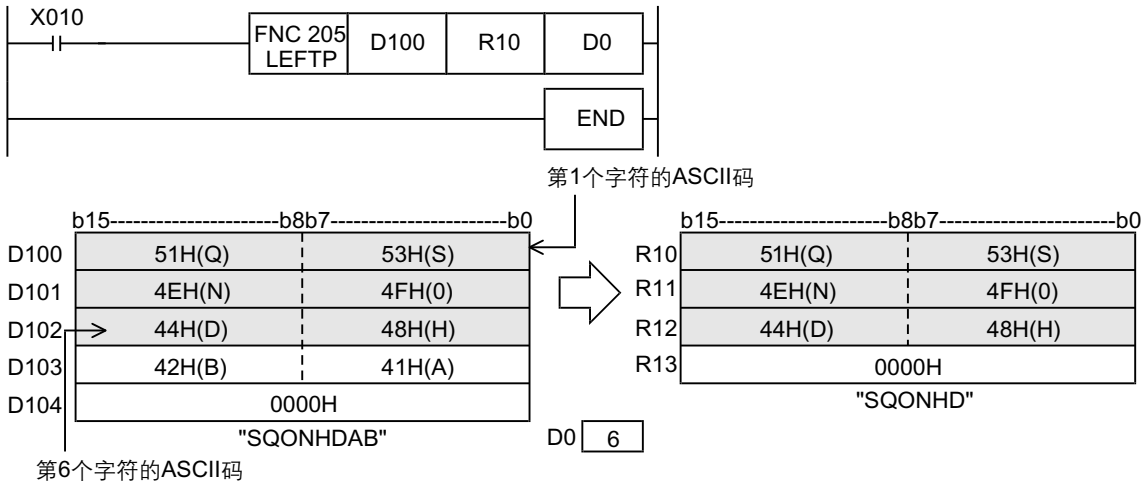 X010
FNC 205 LEFTP D100 R10 D0
END
第1个字符的ASCII码
b15 b8b7 b0
D100 51H(Q) 53H(S)
D101 4EH(N) 4FH(0)
D102 44H(D) 48H(H)
D103 42H(B) 41H(A)
D104 0000H
"SQONHDAB"
第6个字符的ASCII码
D0 6
b15 b8b7 b0
R10 51H(Q) 53H(S)
R11 4EH(N) 4FH(0)
R12 44H(D) 48H(H)
R13 0000H
"SQONHD"